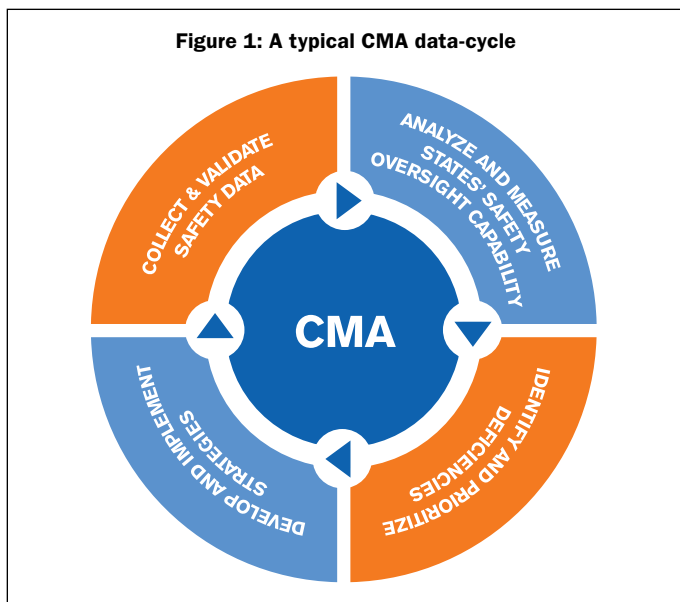 Figure 1: A typical CMA data-cycle
COLLECT & VALIDATE
SAFETY DATA
ANALYZE AND MEASURE
STATES’ SAFETY
OVERSIGHT CAPABILITY
CMA
DEVELOP AND IMPLEMENT
STRATEGIES
IDENTIFY AND PRIORITIZE
DEFICIENCIES